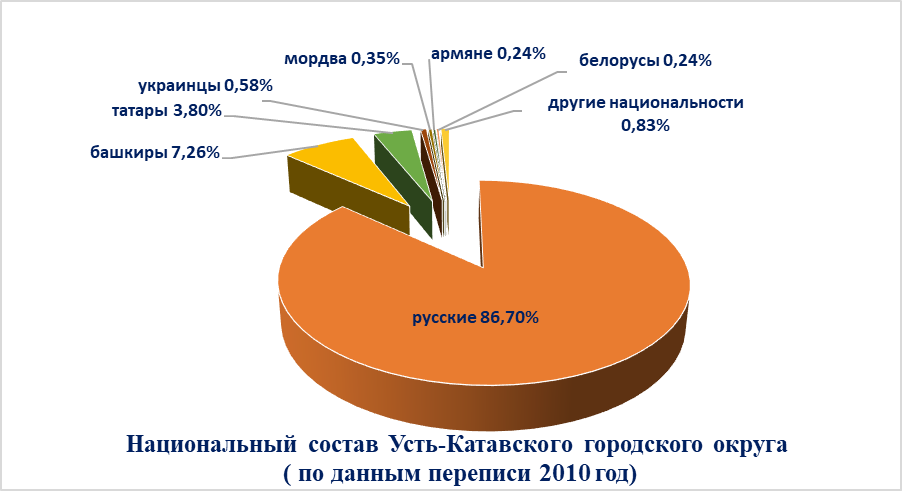 мордва 0,35%
армяне 0,24%
белорусы 0,24%
украинцы 0,58%
другие национальности
0,83%
татары 3,80%
башкиры 7,26%
русские 86,70%
Национальный состав Усть-Катавского городского округа
( по данным переписи 2010 год)